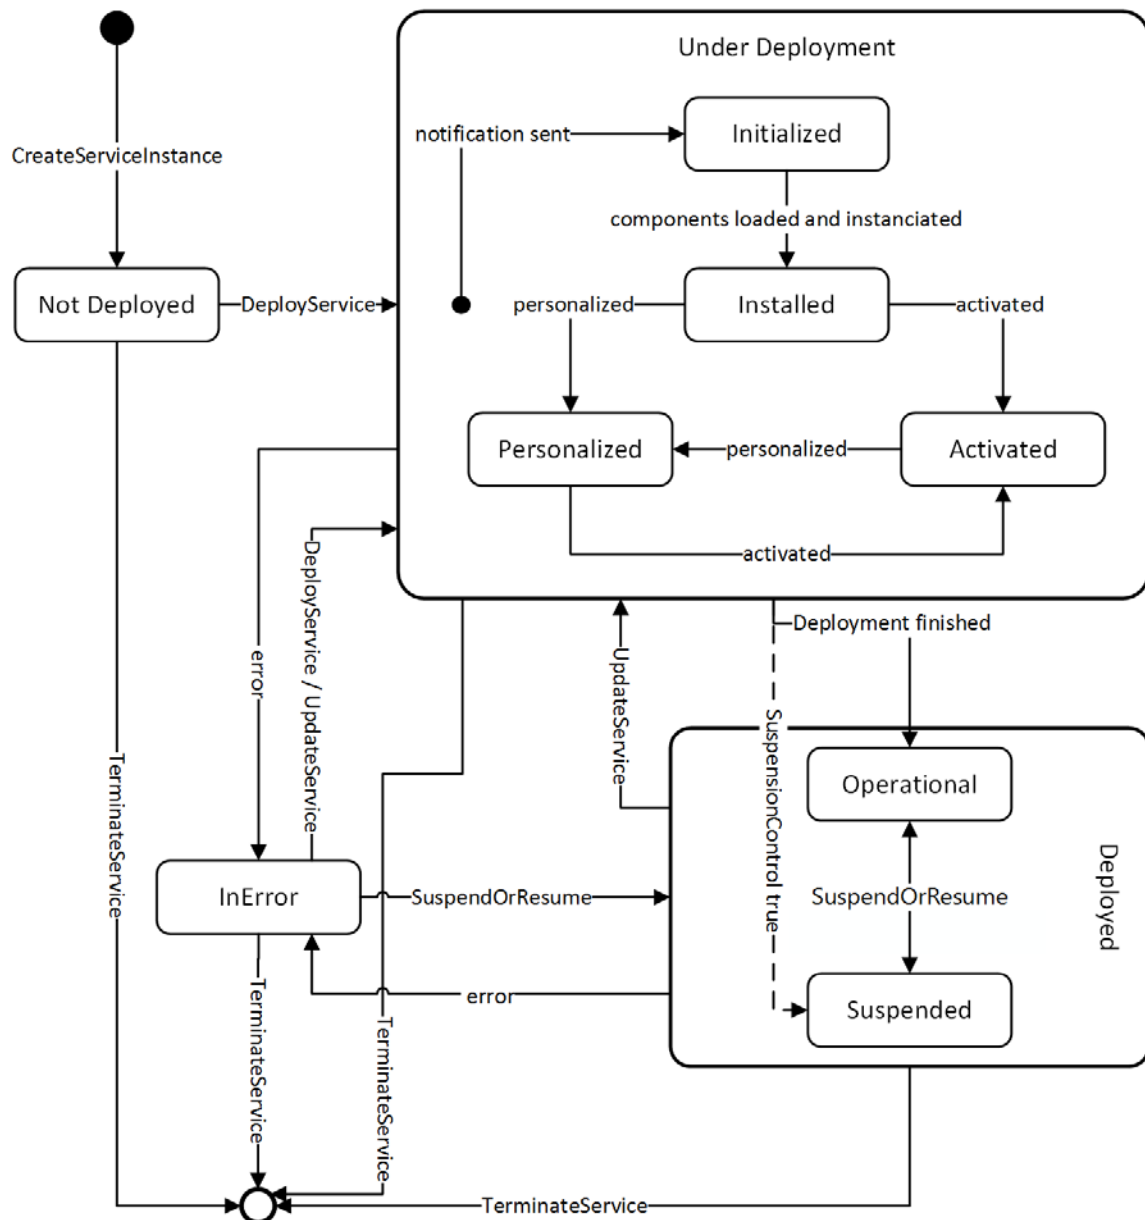 Under Deployment
notification sent
Initialized
CreateServiceInstance
components loaded and instanciated
Not Deployed
DeployService
personalized
Installed
activated
Personalized
personalized
Activated
activated
DeployService / UpdateService
error
UpdateService
Deployment finished
SuspensionControl true
Operational
TerminateService
InError
SuspendOrResume
SuspendOrResume
Deployed
error
Suspended
TerminateService
TerminateService
TerminateService